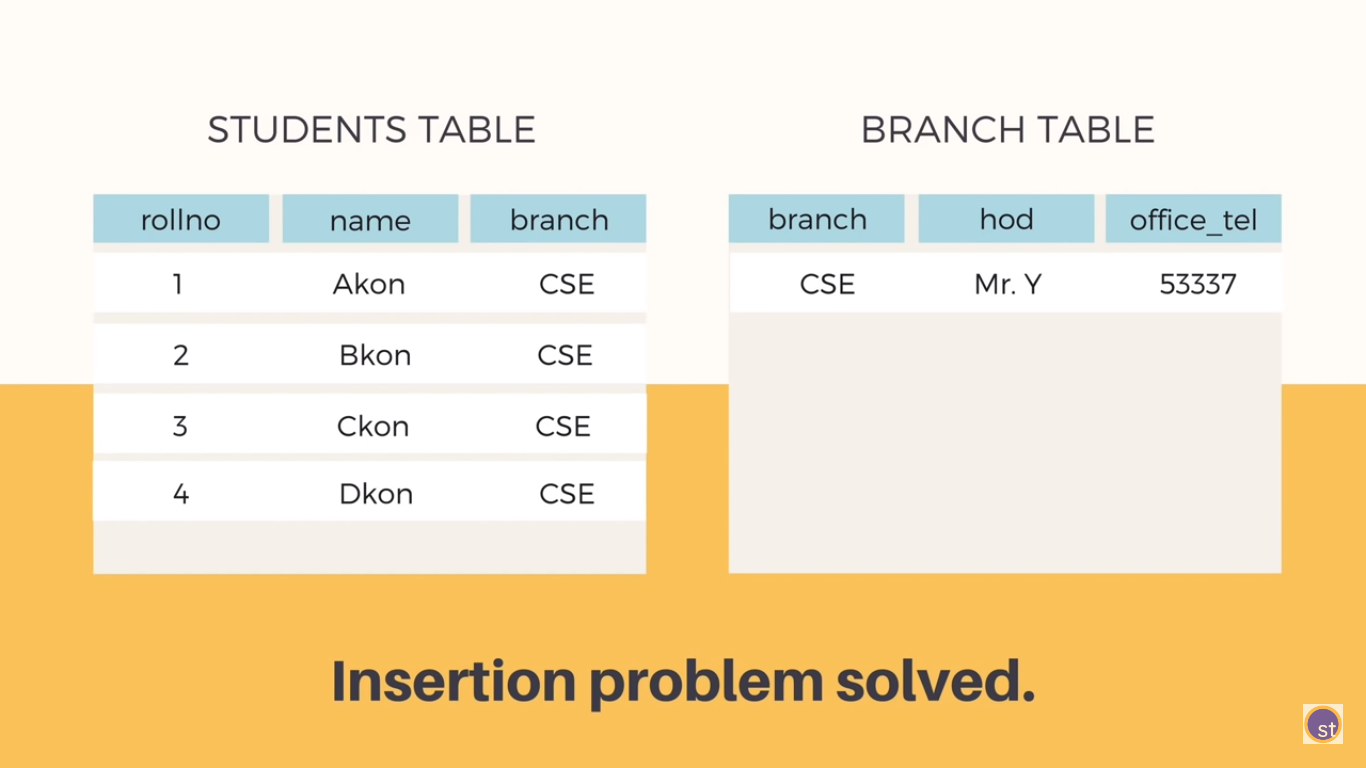 STUDENTS TABLE
rollno name branch
1 Akon CSE
2 Bkon CSE
3 Ckon CSE
4 Dkon CSE
BRANCH TABLE
branch hod office_tel
CSE Mr. Y 53337
Insertion problem solved.
st